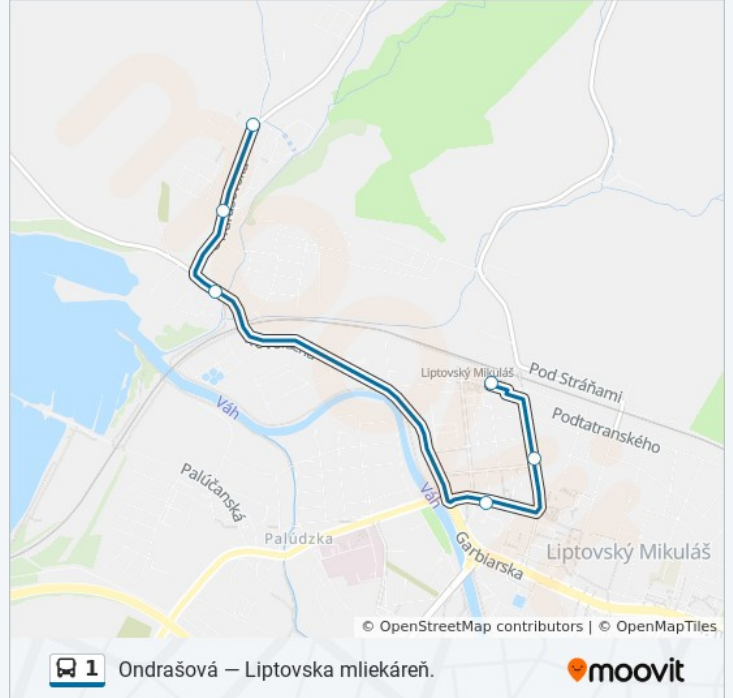 Liptovský Mikuláš
Pod Stráňami
Podtatranského
Váh
Palúčanská
Váh
Palúdzka
Garbiarska
Liptovský Mikuláš
© OpenStreetMap contributors | © OpenMapTiles
1 Ondrašová — Liptovska mliekáreň.
moovit